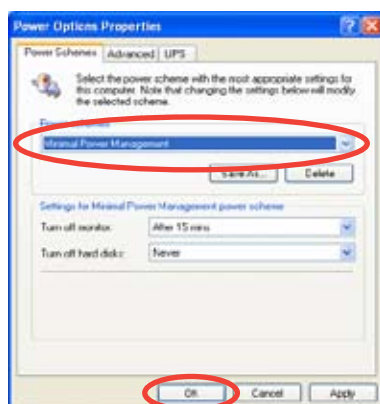 Power Options Properties
Power Schemes Advanced UPS
Select the power scheme with the most appropriate settings for
this computer. Note that changing the settings below will modify
the selected scheme.
Power schemes
Minimal Power Management
Save As... Delete
Settings for Minimal Power Management power scheme
Turn off monitor: After 15 mins
Turn off hard disks: Never
OK Cancel Apply